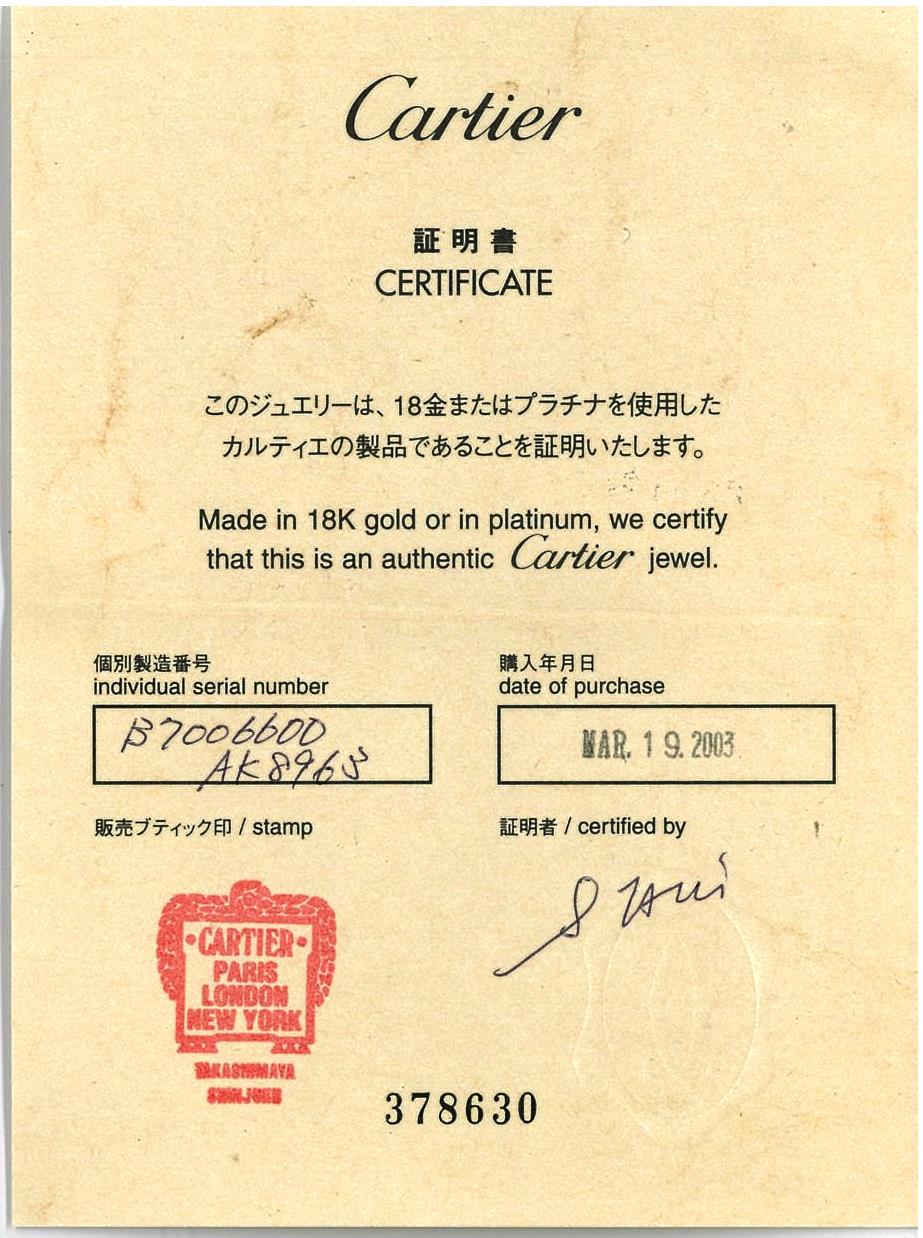 Cartier
証明書
CERTIFICATE
このジュエリーは、18金またはプラチナを使用した
カルティエの製品であることを証明いたします。
Made in 18K gold or in platinum, we certify
that this is an authentic Cartier jewel.
個別製造番号
individual serial number
B7006600
AK8963
購入年月日
date of purchase
MAR. 19.2003
販売ブティック印 / stamp
証明者 / certified by
•CARTIER•
PARIS
LONDON
NEW YORK
TAKASHIMAYA
SHINJUKU
378630